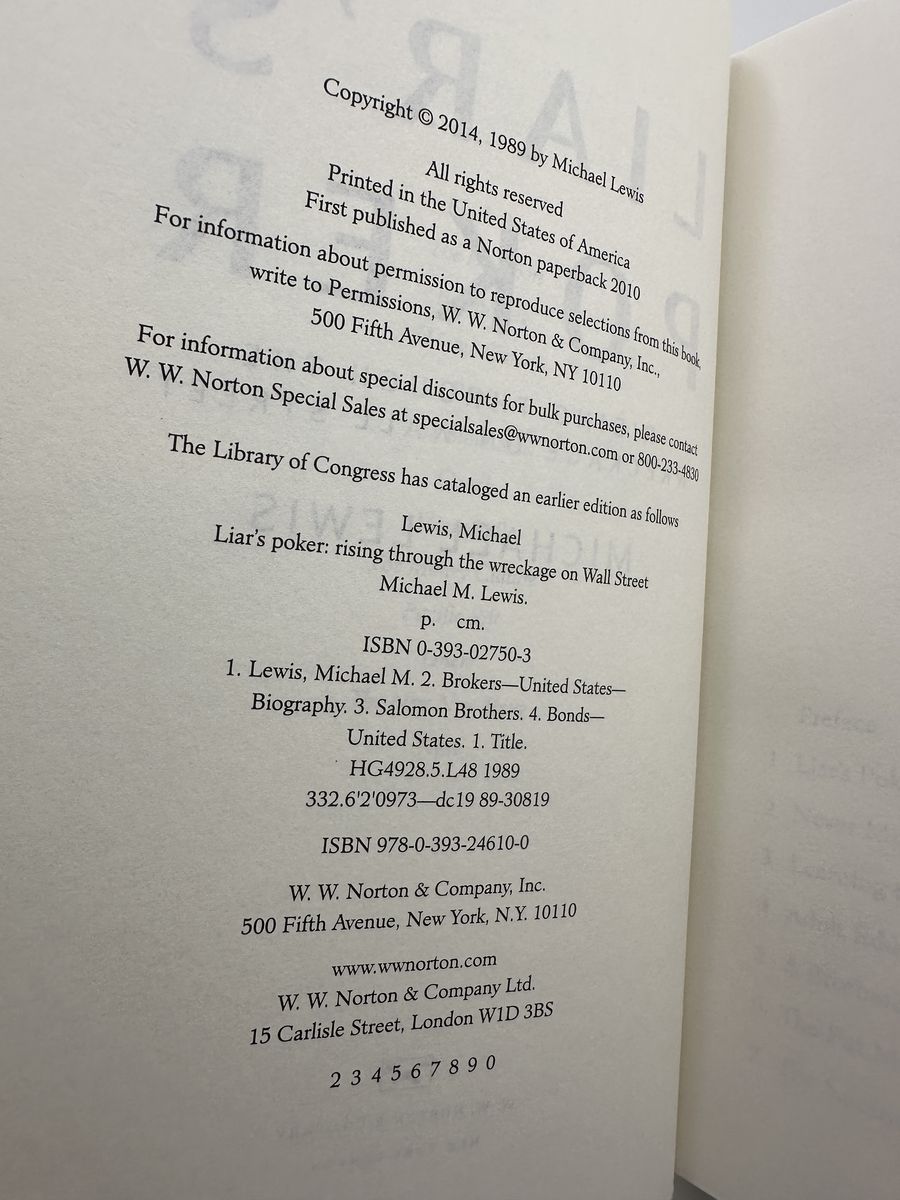 Copyright © 2014, 1989 by Michael Lewis
All rights reserved
Printed in the United States of America
First published as a Norton paperback 2010
For information about permission to reproduce selections from this book,
write to Permissions, W. W. Norton & Company, Inc.,
500 Fifth Avenue, New York, NY 10110
For information about special discounts for bulk purchases, please contact
W. W. Norton Special Sales at specialsales@wwnorton.com or 800-233-4830
The Library of Congress has cataloged an earlier edition as follows
Lewis, Michael
Liar's poker: rising through the wreckage on Wall Street
Michael M. Lewis.
p. cm.
ISBN 0-393-02750-3
1. Lewis, Michael M. 2. Brokers—United States—
Biography. 3. Salomon Brothers. 4. Bonds—
United States. 1. Title.
HG4928.5.L48 1989
332.6'2'0973—dc19 89-30819
ISBN 978-0-393-24610-0
W. W. Norton & Company, Inc.
500 Fifth Avenue, New York, N.Y. 10110
www.wwnorton.com
W. W. Norton & Company Ltd.
15 Carlisle Street, London W1D 3BS
2 3 4 5 6 7 8 9 0